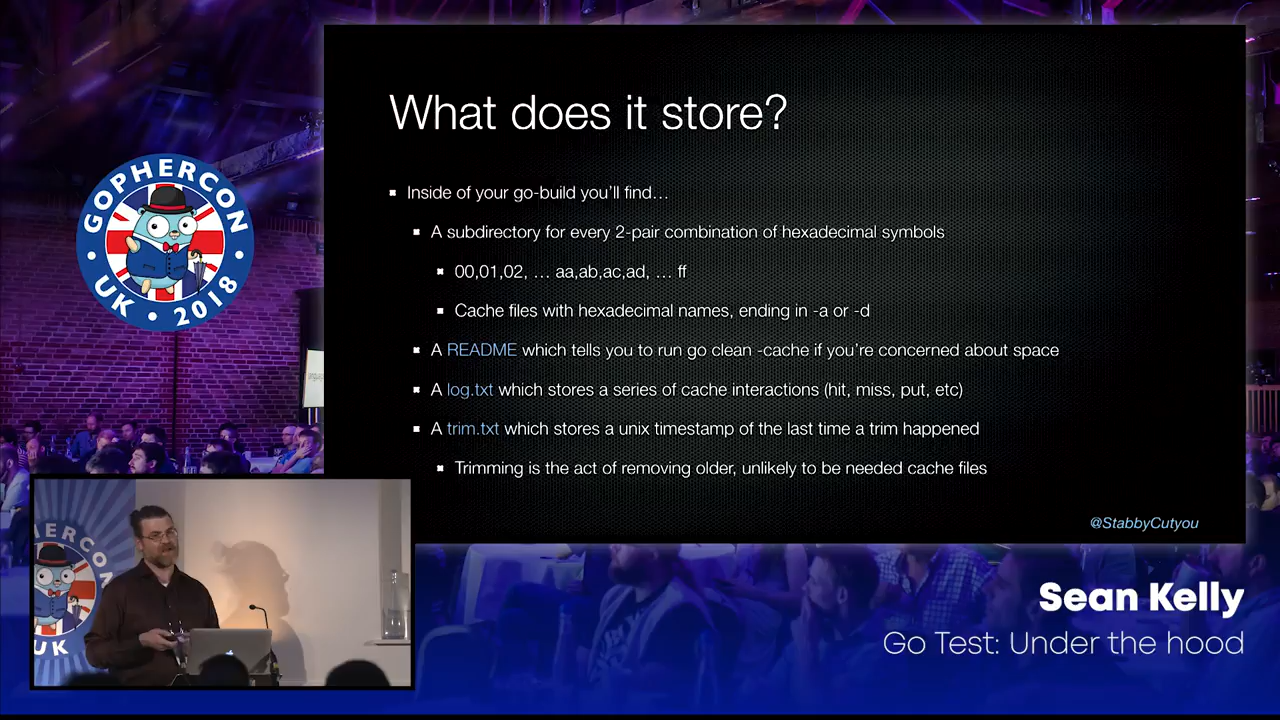 GOPHERCON
UK • 2018
What does it store?
Inside of your go-build you'll find…
A subdirectory for every 2-pair combination of hexadecimal symbols
00,01,02, … aa,ab,ac,ad, … ff
Cache files with hexadecimal names, ending in -a or -d
A README which tells you to run go clean -cache if you're concerned about space
A log.txt which stores a series of cache interactions (hit, miss, put, etc)
A trim.txt which stores a unix timestamp of the last time a trim happened
Trimming is the act of removing older, unlikely to be needed cache files
@StabbyCutyou
PHERCON
UK
Sean Kelly
Go Test: Under the hood